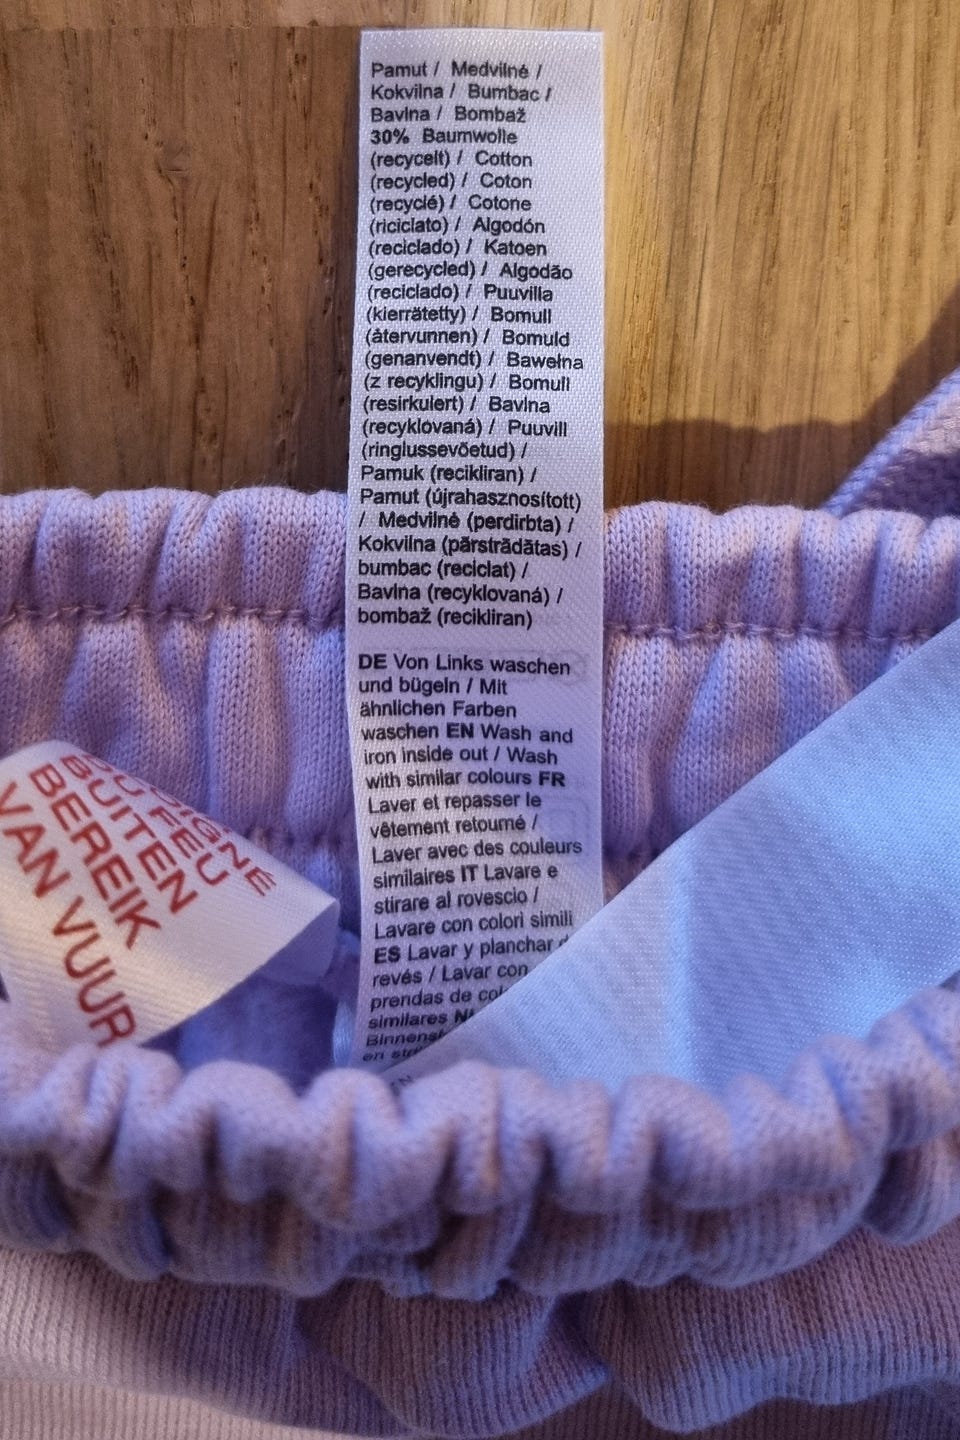 Pamut / Medvilnė /
Kokvilna / Bumbac /
Bavlna / Bombaž
30% Baumwolle
(recycelt) / Cotton
(recycled) / Coton
(recyclé) / Cotone
(riciclato) / Algodón
(reciclado) / Katoen
(gerecycled) / Algodão
(reciclado) / Puuvilla
(kierrätetty) / Bomull
(återvunnen) / Bomuld
(genanvendt) / Bawełna
(z recyklingu) / Bomull
(resirkulert) / Bavlna
(recyklovaná) / Puuvill
(ringlussevõetud) /
Pamuk (recikliran) /
Pamut (újrahasznosított)
/ Medvilnė (perdirbta) /
Kokvilna (pārstrādātas) /
bumbac (reciclat) /
Bavlna (recyklovaná) /
bombaž (recikliran)
DE Von Links waschen
und bügeln / Mit
ähnlichen Farben
waschen EN Wash and
iron inside out / Wash
with similar colours FR
Laver et repasser le
vêtement retourné /
Laver avec des couleurs
similaires IT Lavare e
stirare al rovescio /
Lavare con colori simili
ES Lavar y planchar
revés / Lavar con
prendas de
similares
en
DU FEU
BUITEN
BEREIK
VAN VUUR